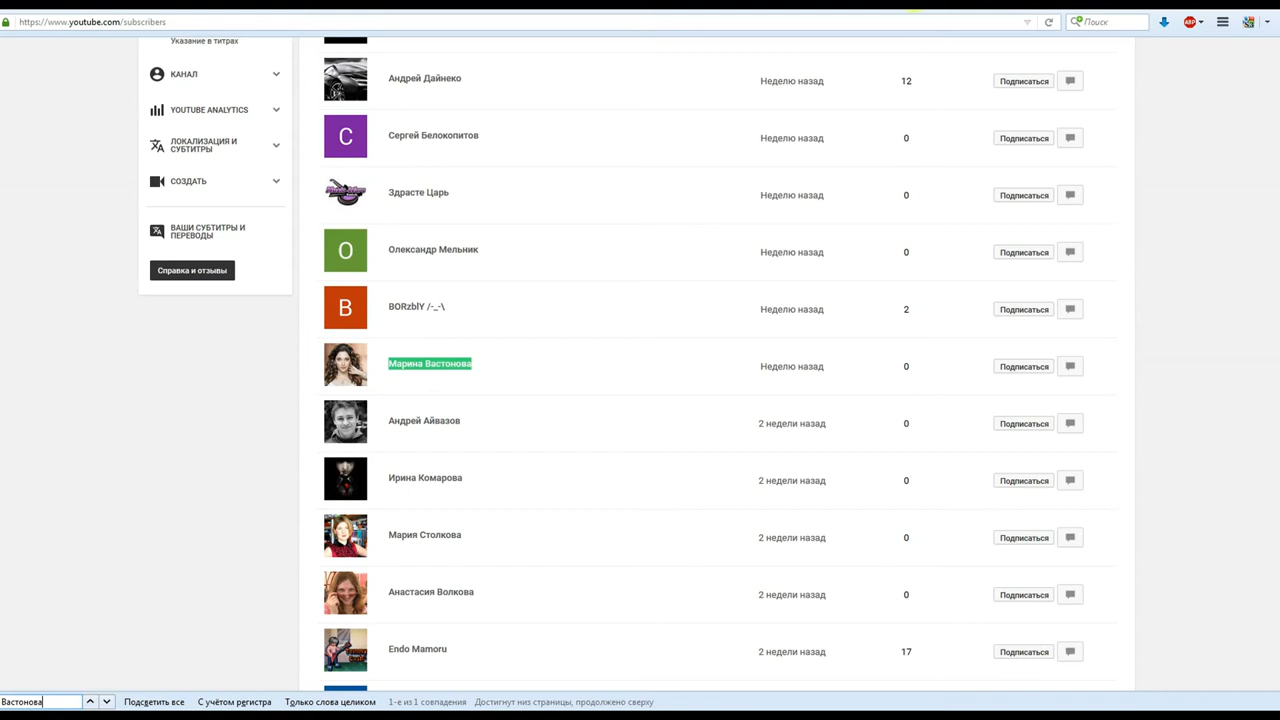 https://www.youtube.com/subscribers
Поиск
ABP
Указание в титрах
КАНАЛ
YOUTUBE ANALYTICS
ЛОКАЛИЗАЦИЯ И
СУБТИТРЫ
СОЗДАТЬ
ВАШИ СУБТИТРЫ И
ПЕРЕВОДЫ
Справка и отзывы
Андрей Дайнеко Неделю назад 12 Подписаться
С Сергей Белокопитов Неделю назад 0 Подписаться
Здрасте Царь Неделю назад 0 Подписаться
О Олександр Мельник Неделю назад 0 Подписаться
B BORzblY /-_-\ Неделю назад 2 Подписаться
Марина Вастонова Неделю назад 0 Подписаться
Андрей Айвазов 2 недели назад 0 Подписаться
Ирина Комарова 2 недели назад 0 Подписаться
Мария Столкова 2 недели назад 0 Подписаться
Анастасия Волкова 2 недели назад 0 Подписаться
Endo Mamoru 2 недели назад 17 Подписаться
Вастонова Подсветить все С учётом регистра Только слова целиком 1-е из 1 совпадения Достигнут низ страницы, продолжено сверху